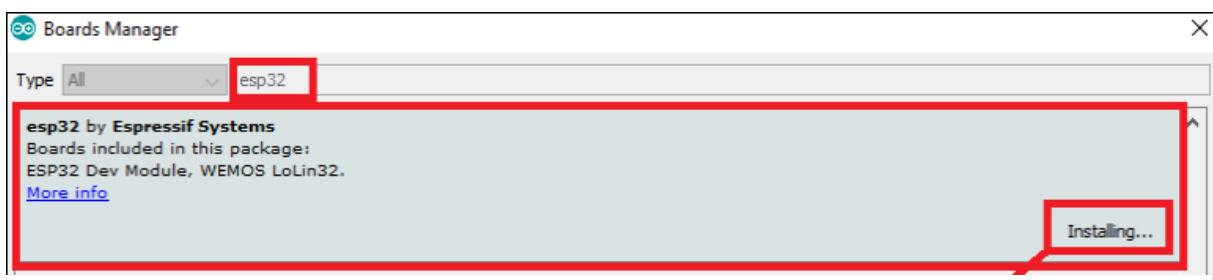 Boards Manager
Type All esp32
esp32 by Espressif Systems
Boards included in this package:
ESP32 Dev Module, WEMOS LoLin32.
More info
Installing...